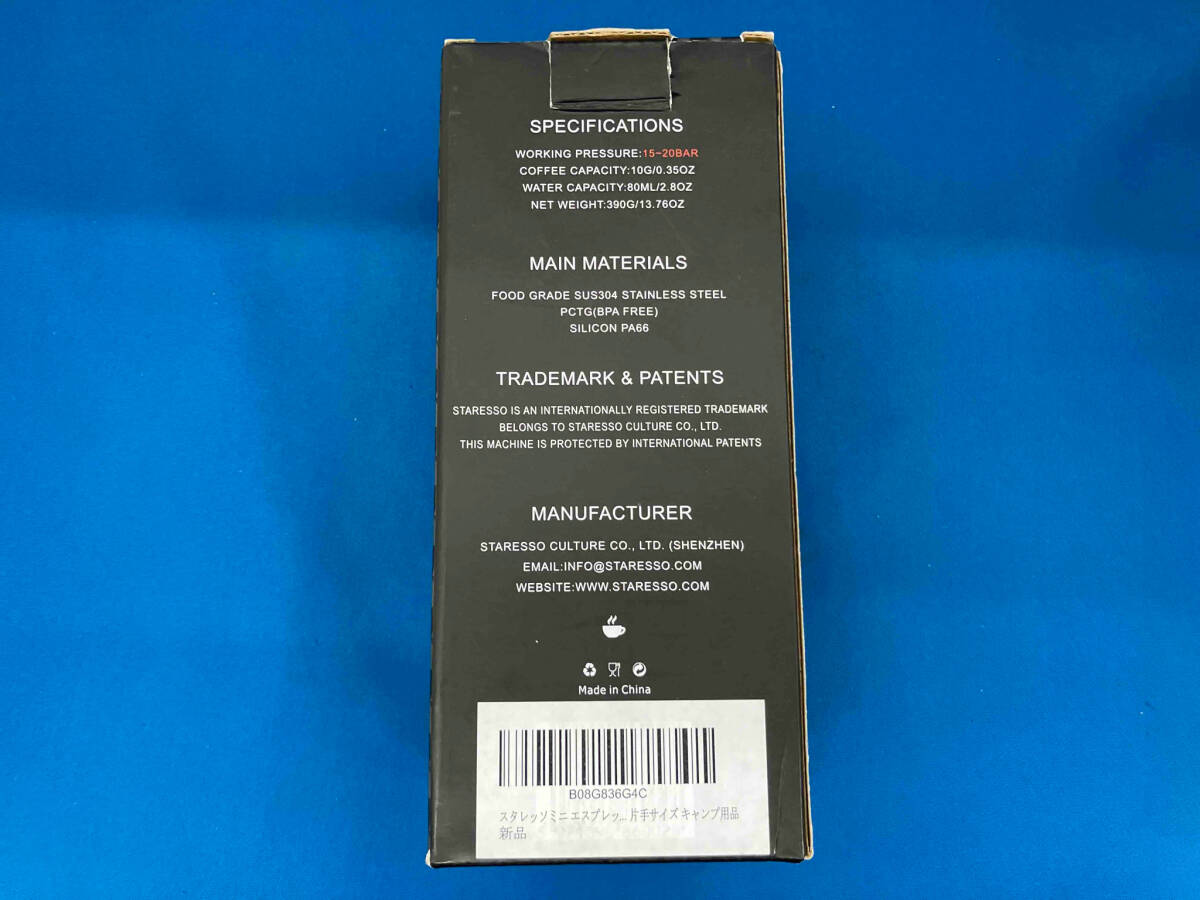 SPECIFICATIONS
WORKING PRESSURE:15-20BAR
COFFEE CAPACITY:10G/0.35OZ
WATER CAPACITY:80ML/2.8OZ
NET WEIGHT:390G/13.76OZ
MAIN MATERIALS
FOOD GRADE SUS304 STAINLESS STEEL
PCTG(BPA FREE)
SILICON PA66
TRADEMARK & PATENTS
STARESSO IS AN INTERNATIONALLY REGISTERED TRADEMARK
BELONGS TO STARESSO CULTURE CO., LTD.
THIS MACHINE IS PROTECTED BY INTERNATIONAL PATENTS
MANUFACTURER
STARESSO CULTURE CO., LTD. (SHENZHEN)
EMAIL:INFO@STARESSO.COM
WEBSITE:WWW.STARESSO.COM
Made in China
B08G836G4C
スタレッソミニエスプレッ... 片手サイズ キャンプ用品
新品